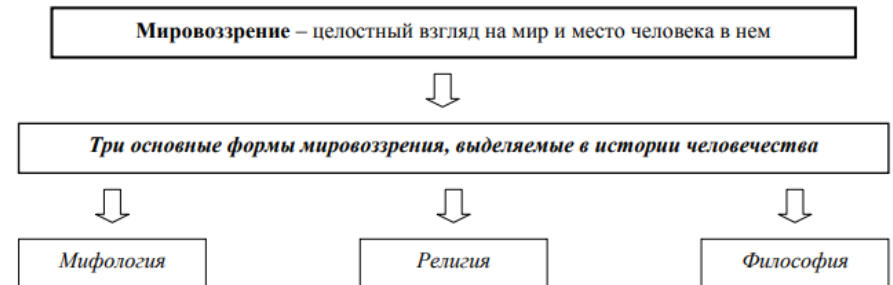 Мировоззрение – целостный взгляд на мир и место человека в нем
Три основные формы мировоззрения, выделяемые в истории человечества
Мифология
Религия
Философия